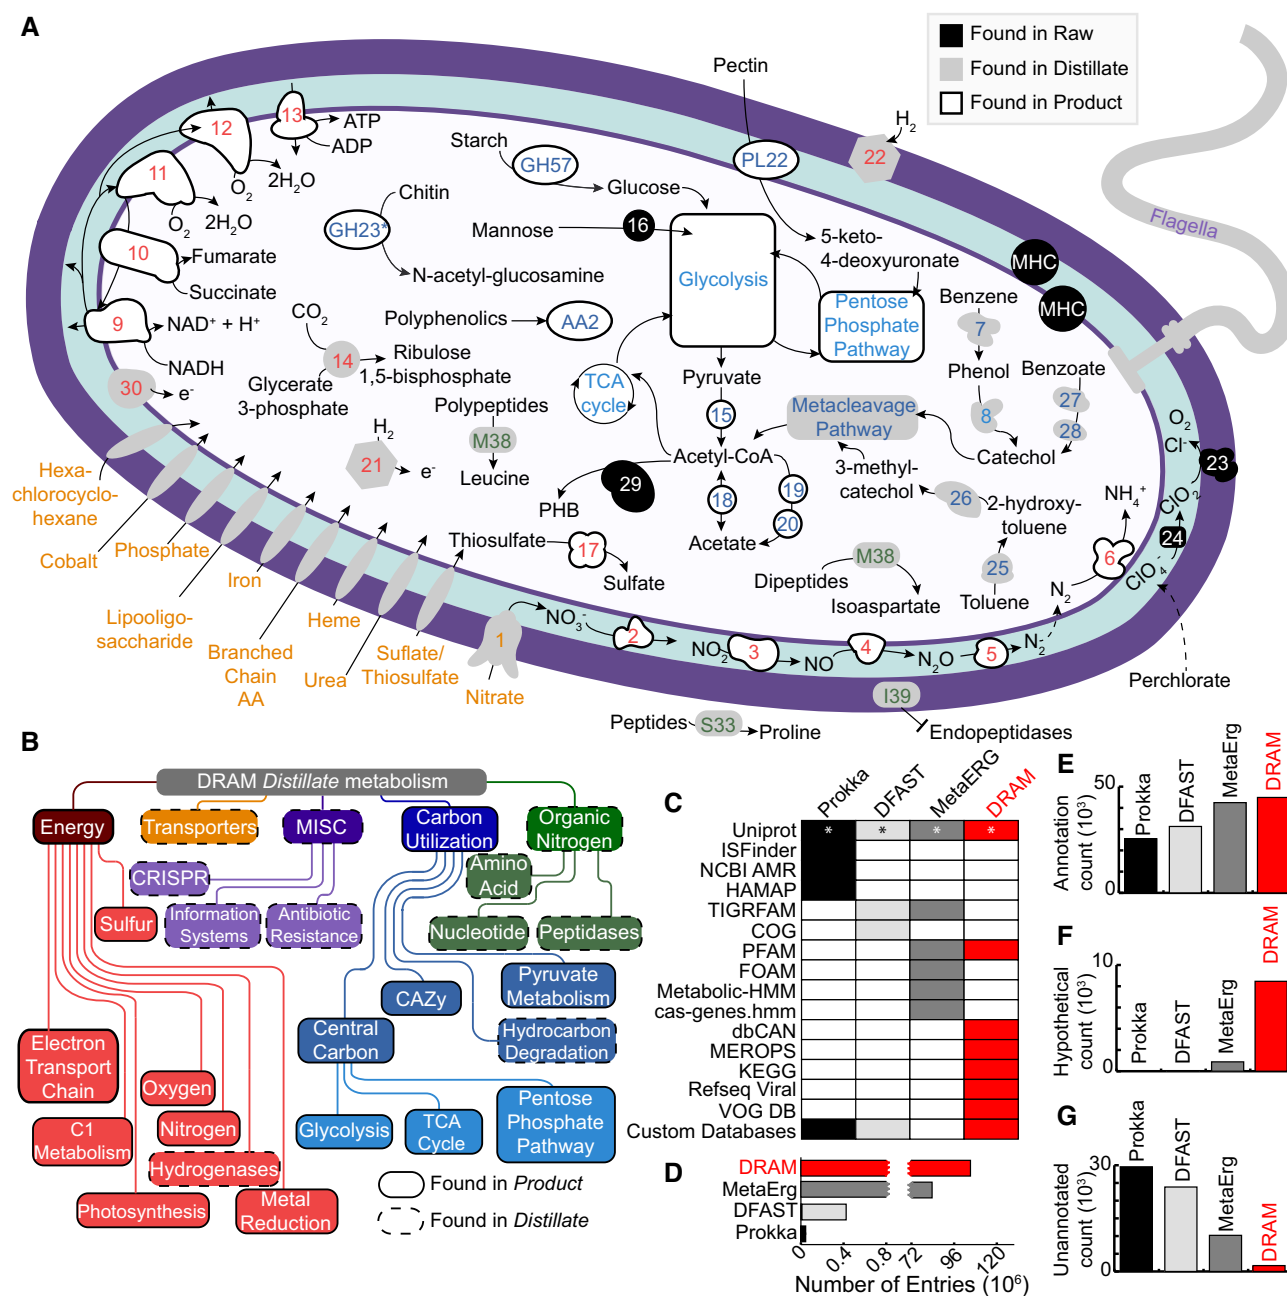 A
Found in Raw
Found in Distillate
Found in Product
Pectin
H2
22
Flagella
13
ATP
ADP
12
O2
2H2O
11
O2
2H2O
10
Fumarate
Succinate
9
NAD+ + H+
NADH
30
e-
Starch
GH57
Glucose
PL22
Chitin
GH23*
N-acetyl-glucosamine
Mannose
16
Glycolysis
5-keto-
4-deoxyuronate
MHC
MHC
Polyphenolics
AA2
Pentose
Phosphate
Pathway
Benzene
7
Phenol
8
Catechol
Benzoate
27
28
CO2
14
Ribulose
1,5-bisphosphate
Glycerate
3-phosphate
TCA
cycle
Pyruvate
15
Metacleavage
Pathway
Acetyl-CoA
Polypeptides
M38
Leucine
H2
21
e-
29
PHB
18
19
20
Acetate
3-methyl-
catechol
26
2-hydroxy-
toluene
25
Toluene
Thiosulfate
17
Sulfate
M38
Dipeptides
Isoaspartate
O2
Cl-
23
ClO2-
24
ClO4-
Perchlorate
NH4+
6
N2
Hexa-
chlorocyclo-
hexane
Cobalt
Phosphate
Lipooligo-
saccharide
Iron
Branched
Chain
AA
Heme
Urea
Suflate/
Thiosulfate
1
Nitrate
NO3-
2
NO2-
3
NO
4
N2O
5
N2-
I39
Endopeptidases
Peptides
S33
Proline
B
DRAM Distillate metabolism
Energy
Transporters
MISC
Carbon
Utilization
Organic
Nitrogen
CRISPR
Amino
Acid
Sulfur
Information
Systems
Antibiotic
Resistance
Nucleotide
Peptidases
CAZy
Pyruvate
Metabolism
Central
Carbon
Hydrocarbon
Degradation
Electron
Transport
Chain
Oxygen
C1
Metabolism
Nitrogen
Hydrogenases
Photosynthesis
Metal
Reduction
Glycolysis
TCA
Cycle
Pentose
Phosphate
Pathway
Found in Product
Found in Distillate
C
Prokka
DFAST
MetaERG
DRAM
Uniprot * * * *
ISFinder
NCBI AMR
HAMAP
TIGRFAM
COG
PFAM
FOAM
Metabolic-HMM
cas-genes.hmm
dbCAN
MEROPS
KEGG
Refseq Viral
VOG DB
Custom Databases
D
DRAM
MetaErg
DFAST
Prokka
0 0.4 0.8 72 96 120
Number of Entries (10^6)
E
Annotation
count (10^3)
50
0
Prokka
DFAST
MetaErg
DRAM
F
Hypothetical
count (10^3)
10
0
Prokka
DFAST
MetaErg
DRAM
G
Unannotated
count (10^3)
30
0
Prokka
DFAST
MetaErg
DRAM